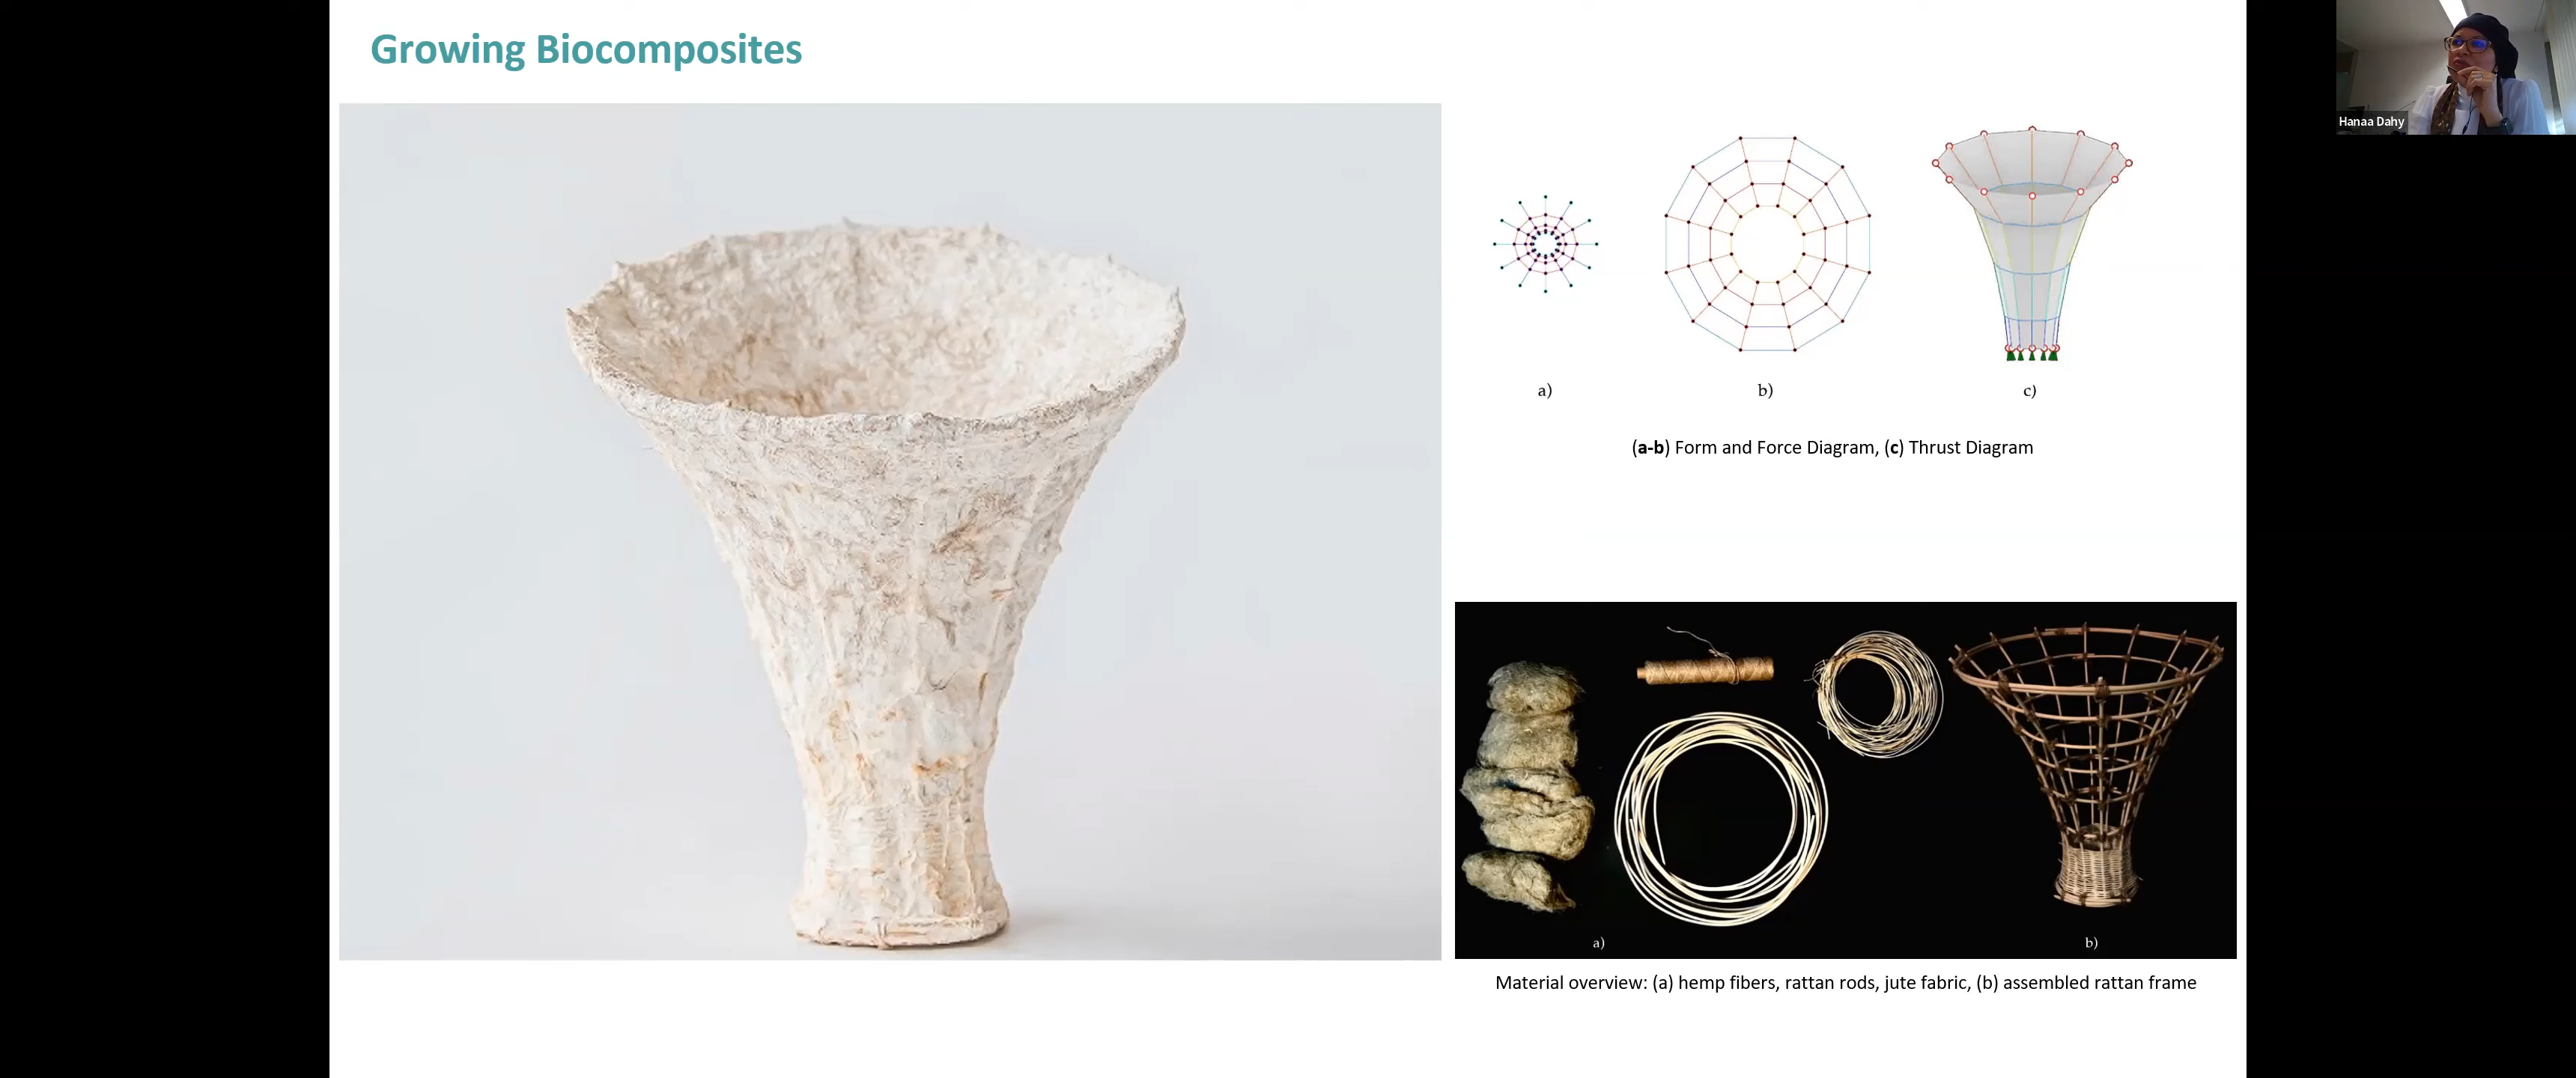 Growing Biocomposites
Hanaa Dahy
a)
b)
c)
(a-b) Form and Force Diagram, (c) Thrust Diagram
a)
b)
Material overview: (a) hemp fibers, rattan rods, jute fabric, (b) assembled rattan frame